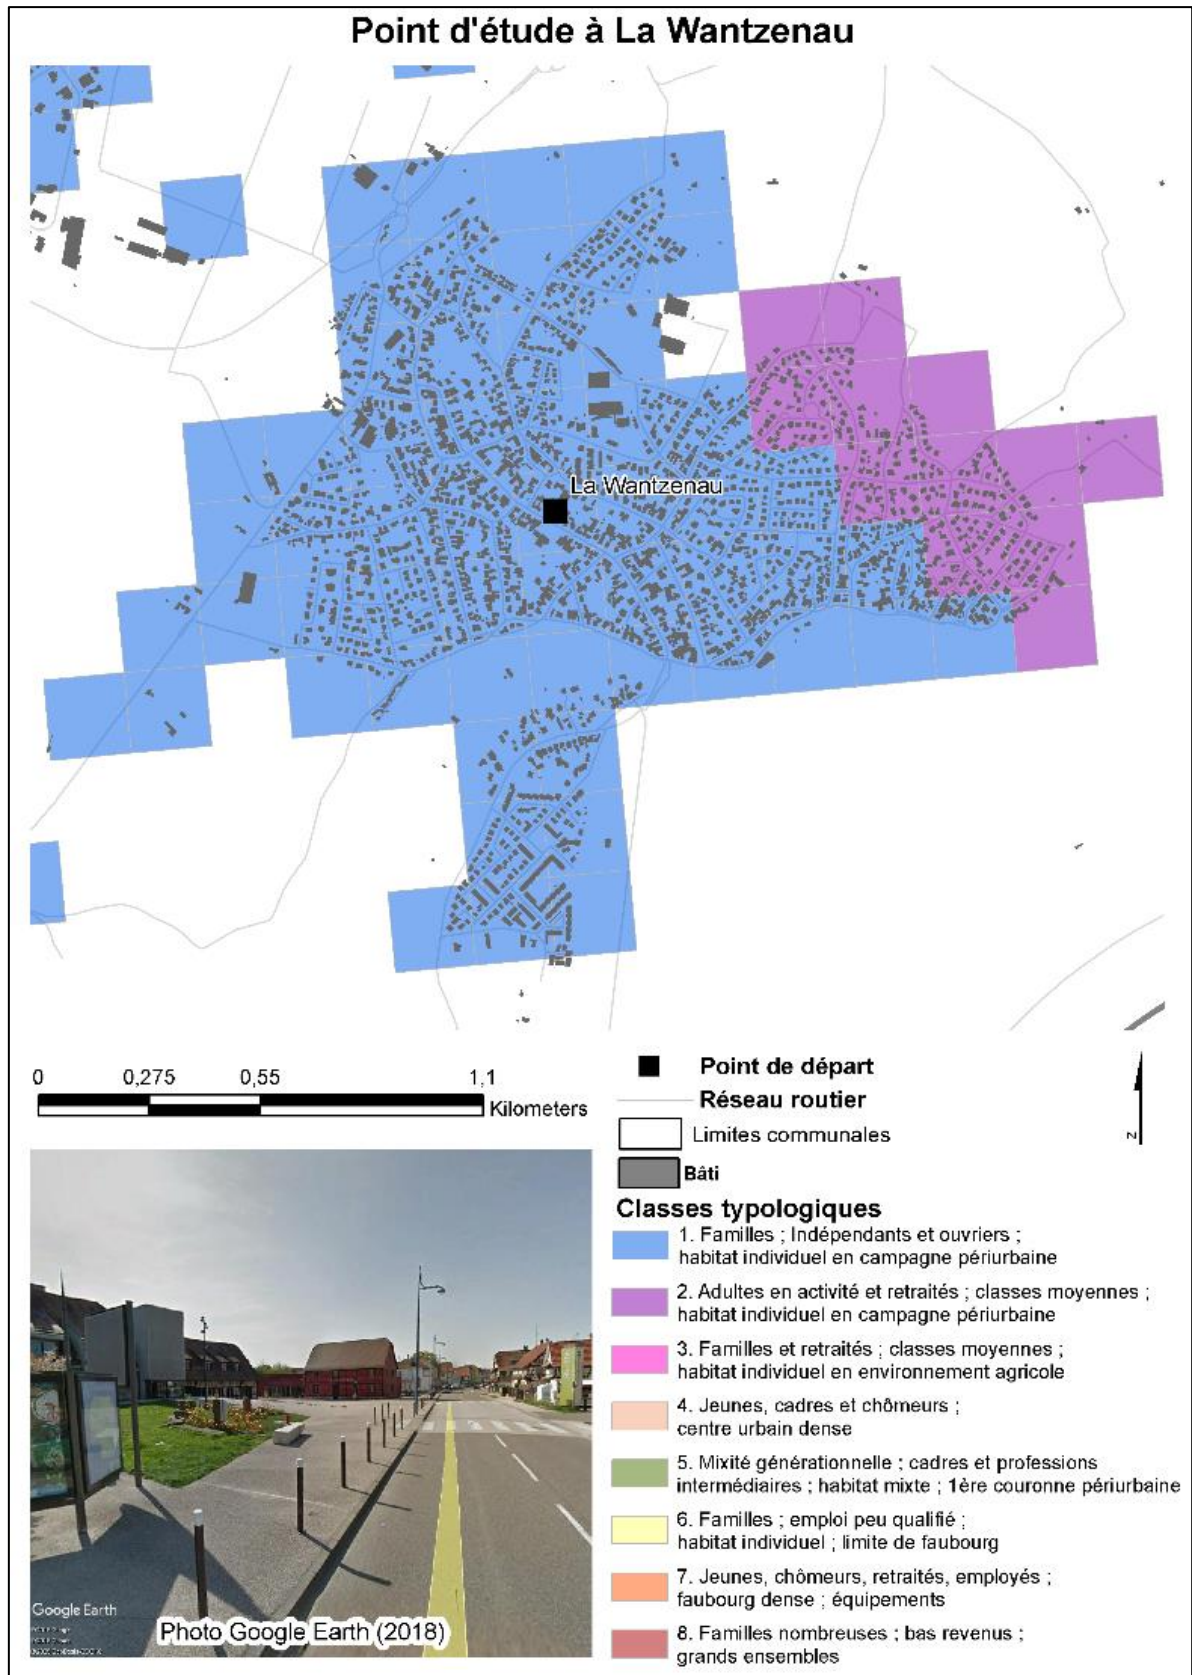 Point d'étude à La Wantzenau
La Wantzenau
0 0,275 0,55 1,1
Kilometers
Point de départ
Réseau routier
Limites communales
Bâti
N
Classes typologiques
1. Familles ; Indépendants et ouvriers ;
habitat individuel en campagne périurbaine
2. Adultes en activité et retraités ; classes moyennes ;
habitat individuel en campagne périurbaine
3. Familles et retraités ; classes moyennes ;
habitat individuel en environnement agricole
4. Jeunes, cadres et chômeurs ;
centre urbain dense
5. Mixité générationnelle ; cadres et professions
intermédiaires ; habitat mixte ; 1ère couronne périurbaine
6. Familles ; emploi peu qualifié ;
habitat individuel ; limite de faubourg
7. Jeunes, chômeurs, retraités, employés ;
faubourg dense ; équipements
8. Familles nombreuses ; bas revenus ;
grands ensembles
Google Earth
Photo Google Earth (2018)